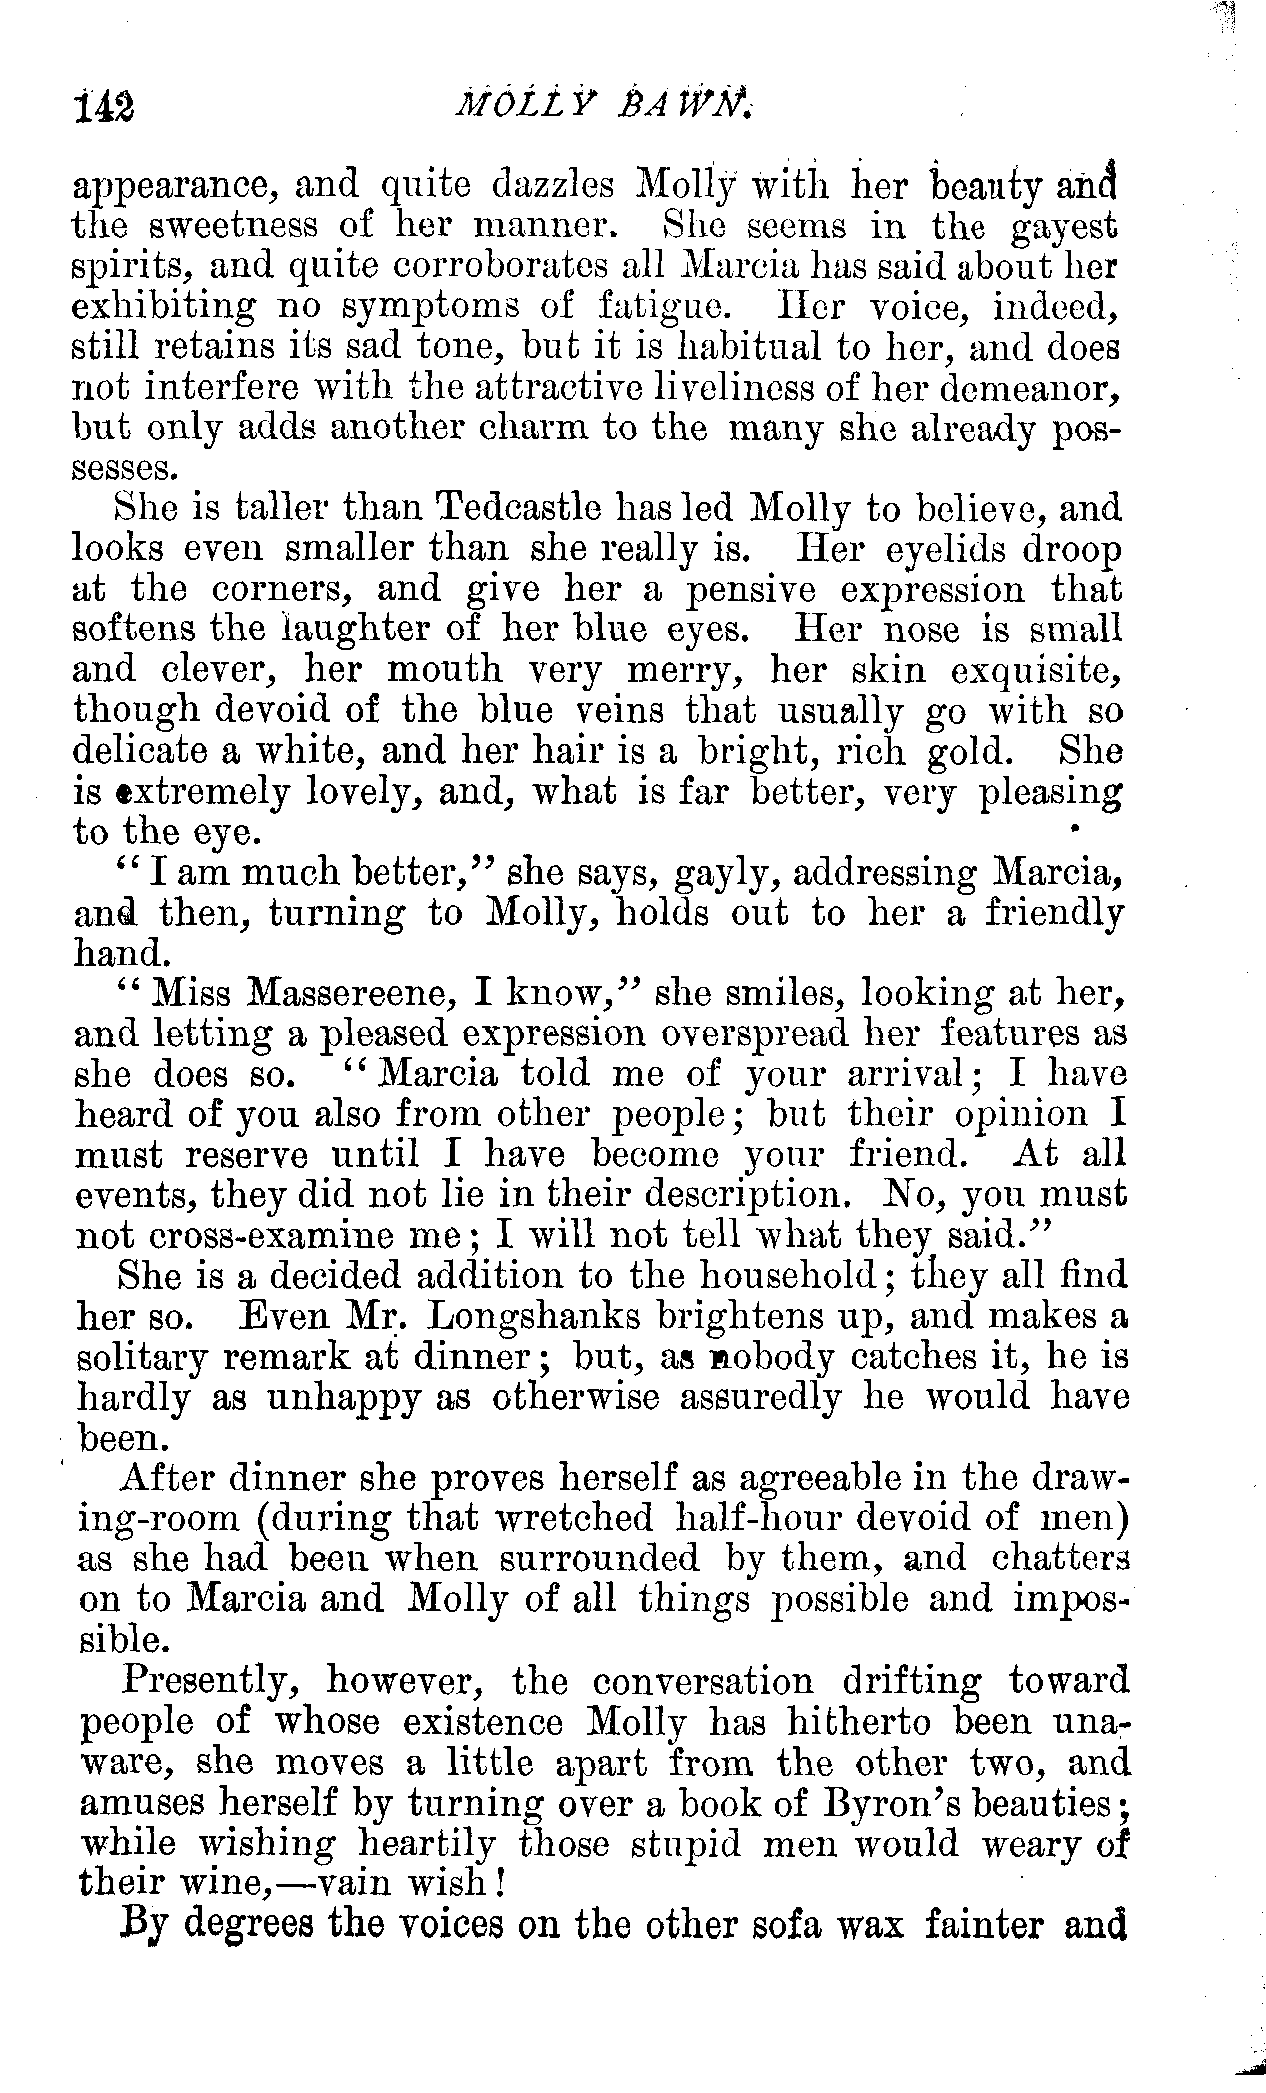 142 MOLLY BAWN.
appearance, and quite dazzles Molly with her beauty and
the sweetness of her manner. She seems in the gayest
spirits, and quite corroborates all Marcia has said about her
exhibiting no symptoms of fatigue. Her voice, indeed,
still retains its sad tone, but it is habitual to her, and does
not interfere with the attractive liveliness of her demeanor,
but only adds another charm to the many she already pos-
sesses.
She is taller than Tedcastle has led Molly to believe, and
looks even smaller than she really is. Her eyelids droop
at the corners, and give her a pensive expression that
softens the laughter of her blue eyes. Her nose is small
and clever, her mouth very merry, her skin exquisite,
though devoid of the blue veins that usually go with so
delicate a white, and her hair is a bright, rich gold. She
is extremely lovely, and, what is far better, very pleasing
to the eye.
“I am much better,” she says, gayly, addressing Marcia,
and then, turning to Molly, holds out to her a friendly
hand.
“Miss Massereene, I know,” she smiles, looking at her,
and letting a pleased expression overspread her features as
she does so. “Marcia told me of your arrival; I have
heard of you also from other people; but their opinion I
must reserve until I have become your friend. At all
events, they did not lie in their description. No, you must
not cross-examine me; I will not tell what they said.”
She is a decided addition to the household; they all find
her so. Even Mr. Longshanks brightens up, and makes a
solitary remark at dinner; but, as nobody catches it, he is
hardly as unhappy as otherwise assuredly he would have
been.
After dinner she proves herself as agreeable in the draw-
ing-room (during that wretched half-hour devoid of men)
as she had been when surrounded by them, and chatters
on to Marcia and Molly of all things possible and impos-
sible.
Presently, however, the conversation drifting toward
people of whose existence Molly has hitherto been una-
ware, she moves a little apart from the other two, and
amuses herself by turning over a book of Byron’s beauties;
while wishing heartily those stupid men would weary of
their wine,—vain wish!
By degrees the voices on the other sofa wax fainter and